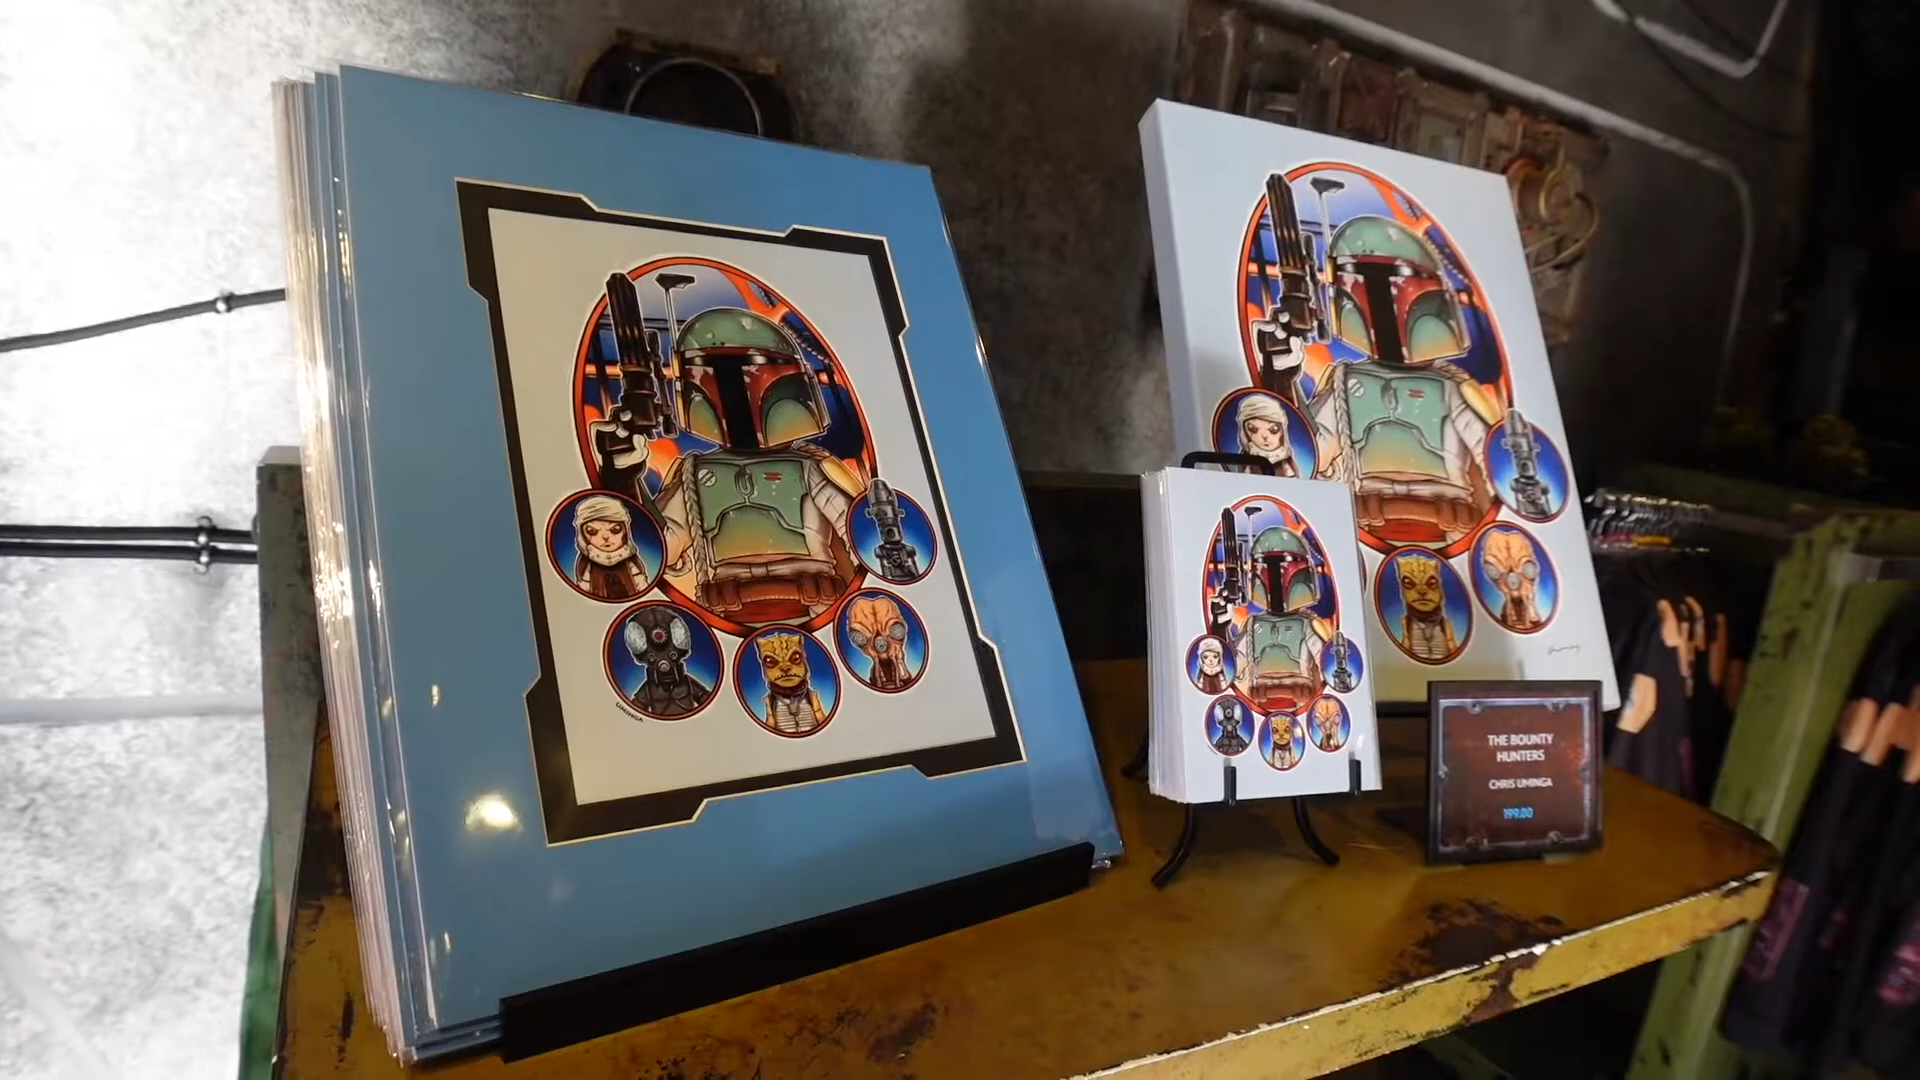 UMINGA
THE BOUNTY
HUNTERS
CHRIS UMINGA
199.00